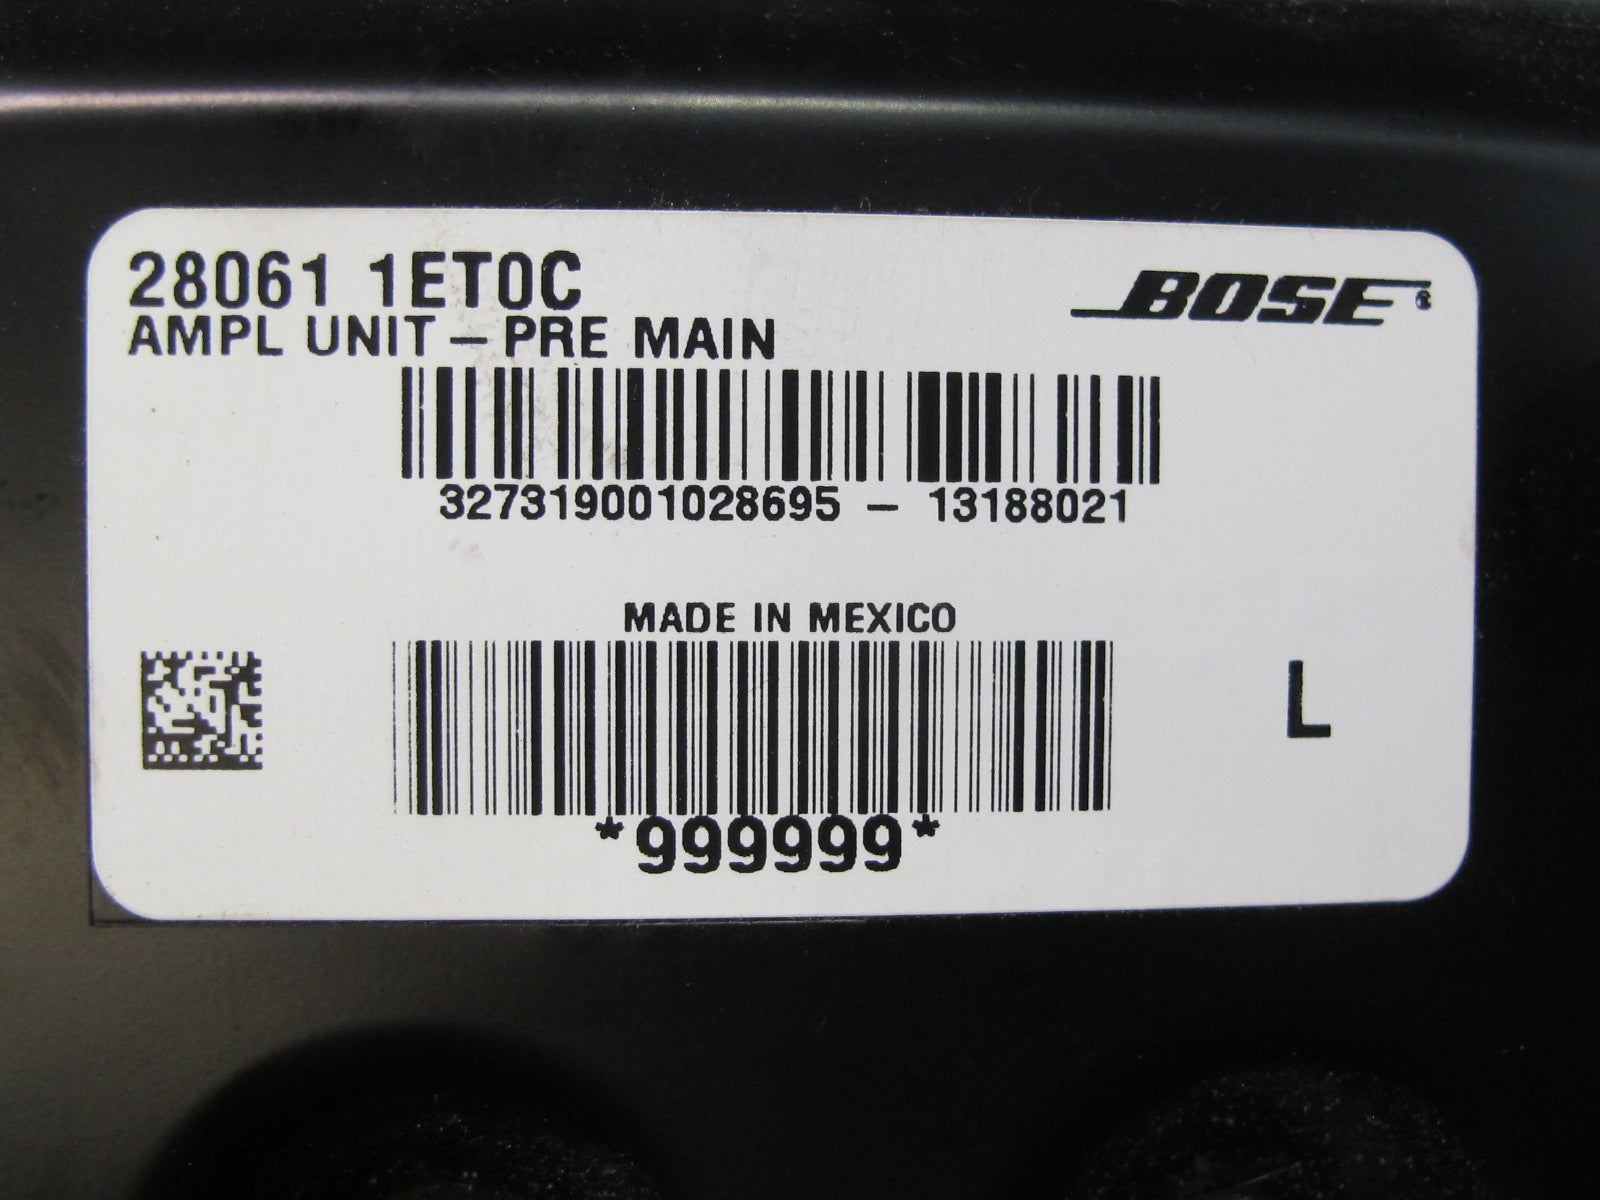 28061 1ET0C
BOSE®
AMPL UNIT – PRE MAIN
327319001028695 – 13188021
MADE IN MEXICO
L
*999999*